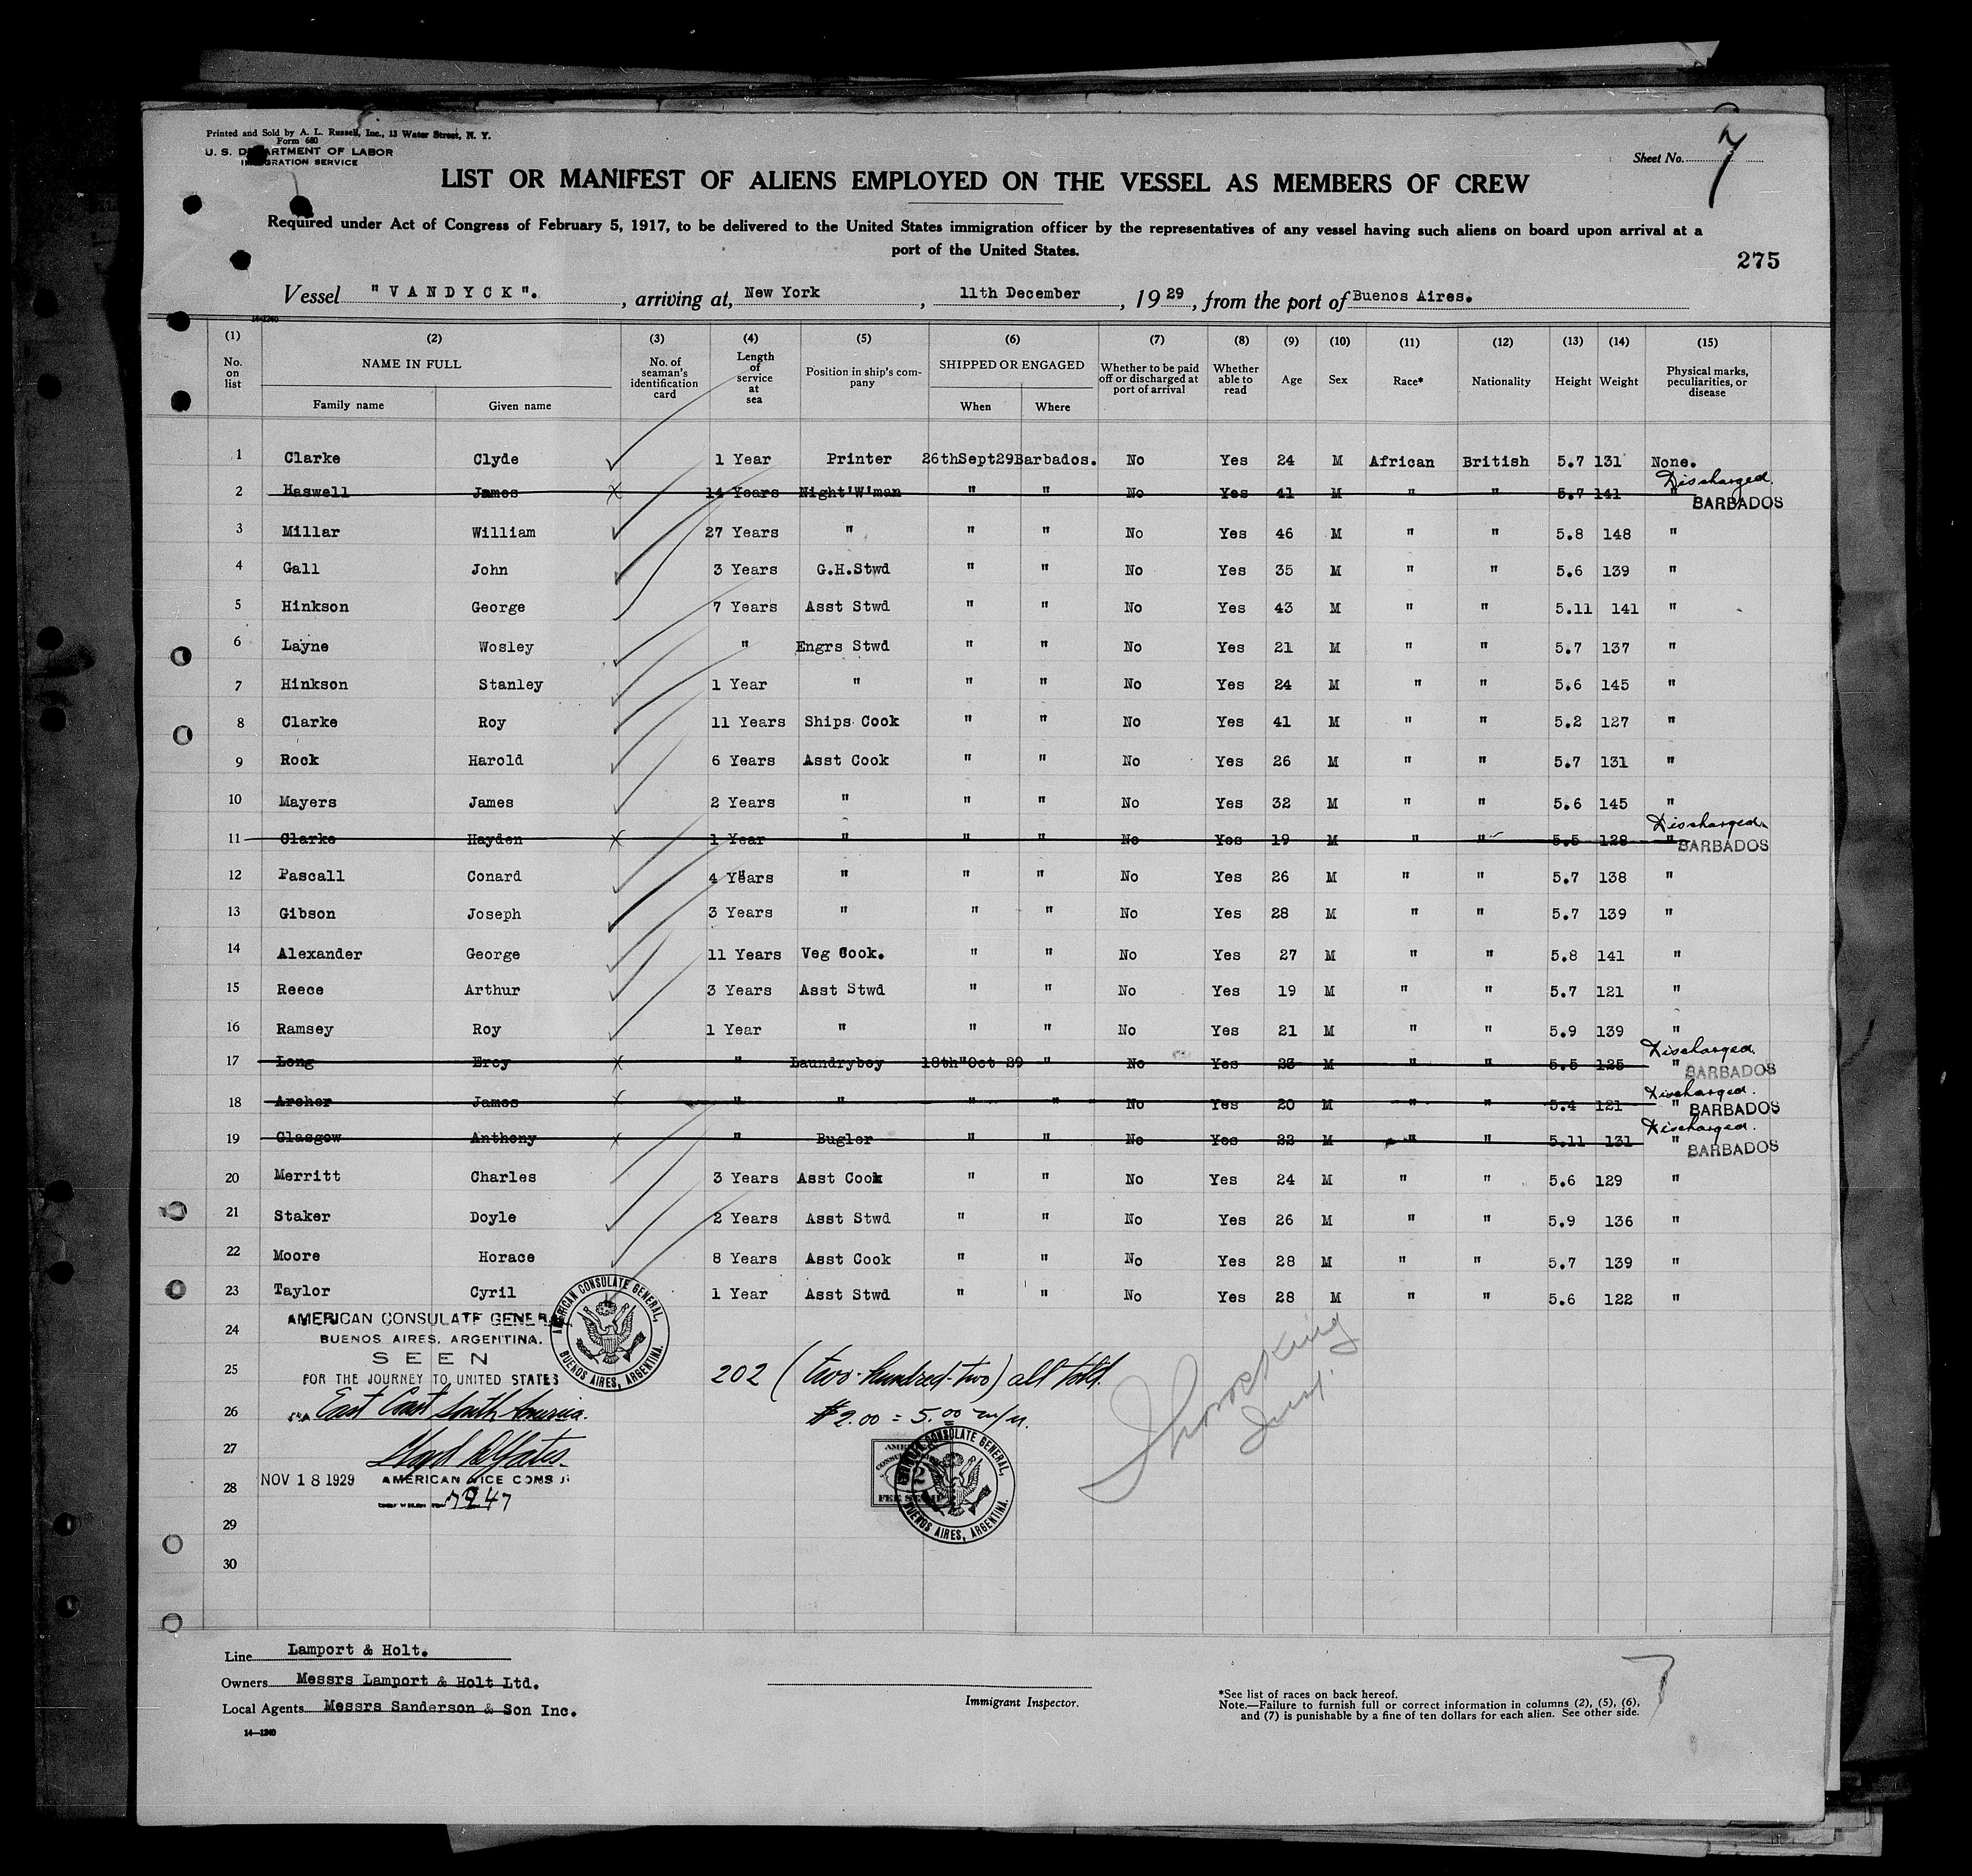 Printed and Sold by A. L. Russell, Inc., 13 Water Street, N. Y.
Form 680
U. S. DEPARTMENT OF LABOR
IMMIGRATION SERVICE
Sheet No. 7
LIST OR MANIFEST OF ALIENS EMPLOYED ON THE VESSEL AS MEMBERS OF CREW
Required under Act of Congress of February 5, 1917, to be delivered to the United States immigration officer by the representatives of any vessel having such aliens on board upon arrival at a
port of the United States.
275
Vessel "VANDYCK". , arriving at, New York , 11th December , 1929, from the port of Buenos Aires.
14-1240
(1) (2) (3) (4) (5) (6) (7) (8) (9) (10) (11) (12) (13) (14) (15)
No. on list NAME IN FULL No. of seaman's identification card Length of service at sea Position in ship's company SHIPPED OR ENGAGED Whether to be paid off or discharged at port of arrival Whether able to read Age Sex Race* Nationality Height Weight Physical marks, peculiarities, or disease
Family name Given name When Where
1 Clarke Clyde 1 Year Printer 26thSept29 Barbados. No Yes 24 M African British 5.7 131 None.
2 Haswell James 14 Years Night'W'man " " No Yes 41 M " " 5.7 141 " Discharged. BARBADOS
3 Millar William 27 Years " " " No Yes 46 M " " 5.8 148 "
4 Gall John 3 Years G.H.Stwd " " No Yes 35 M " " 5.6 139 "
5 Hinkson George 7 Years Asst Stwd " " No Yes 43 M " " 5.11 141 "
6 Layne Wosley " Engrs Stwd " " No Yes 21 M " " 5.7 137 "
7 Hinkson Stanley 1 Year " " " No Yes 24 M " " 5.6 145 "
8 Clarke Roy 11 Years Ships Cook " " No Yes 41 M " " 5.2 127 "
9 Rock Harold 6 Years Asst Cook " " No Yes 26 M " " 5.7 131 "
10 Mayers James 2 Years " " " No Yes 32 M " " 5.6 145 "
11 Clarke Hayden 1 Year " " " No Yes 19 M " " 5.5 128 " Discharged. BARBADOS
12 Pascall Conard 4 Years " " " No Yes 26 M " " 5.7 138 "
13 Gibson Joseph 3 Years " " " No Yes 28 M " " 5.7 139 "
14 Alexander George 11 Years Veg Cook. " " No Yes 27 M " " 5.8 141 "
15 Reece Arthur 3 Years Asst Stwd " " No Yes 19 M " " 5.7 121 "
16 Ramsey Roy 1 Year " " " No Yes 21 M " " 5.9 139 "
17 Long Eroy " Laundryboy 18th"Oct 29 " No Yes 23 M " " 5.5 125 " Discharged. BARBADOS
18 Archer James " " " " No Yes 20 M " " 5.4 121 " Discharged. BARBADOS
19 Glasgow Anthony " Bugler " " No Yes 22 M " " 5.11 131 " Discharged. BARBADOS
20 Merritt Charles 3 Years Asst Cook " " No Yes 24 M " " 5.6 129 "
21 Staker Doyle 2 Years Asst Stwd " " No Yes 26 M " " 5.9 136 "
22 Moore Horace 8 Years Asst Cook " " No Yes 28 M " " 5.7 139 "
23 Taylor Cyril 1 Year Asst Stwd " " No Yes 28 M " " 5.6 122 "
24
AMERICAN CONSULATE GENERAL
BUENOS AIRES, ARGENTINA.
SEEN
FOR THE JOURNEY TO UNITED STATES
East Coast South America.
AMERICAN CONSULATE GENERAL, BUENOS AIRES, ARGENTINA.
25 202 (two-hundred-two) all told.
26 $2.00 = 5.00 m/n.
27
NOV 18 1929 AMERICAN VICE CONSUL
28
7247
AMERICAN CONSULATE GENERAL, BUENOS AIRES, ARGENTINA.
FEE STAMP
29
30
Line Lamport & Holt.
Owners Messrs Lamport & Holt Ltd.
Local Agents Messrs Sanderson & Son Inc.
14-1240
Immigrant Inspector.
*See list of races on back hereof.
Note.—Failure to furnish full or correct information in columns (2), (5), (6),
and (7) is punishable by a fine of ten dollars for each alien. See other side.
7